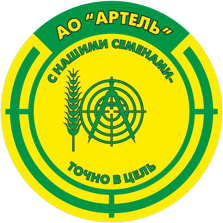 АО “АРТЕЛЬ”
С НАШИМИ СЕМЕНАМИ-
ТОЧНО В ЦЕЛЬ